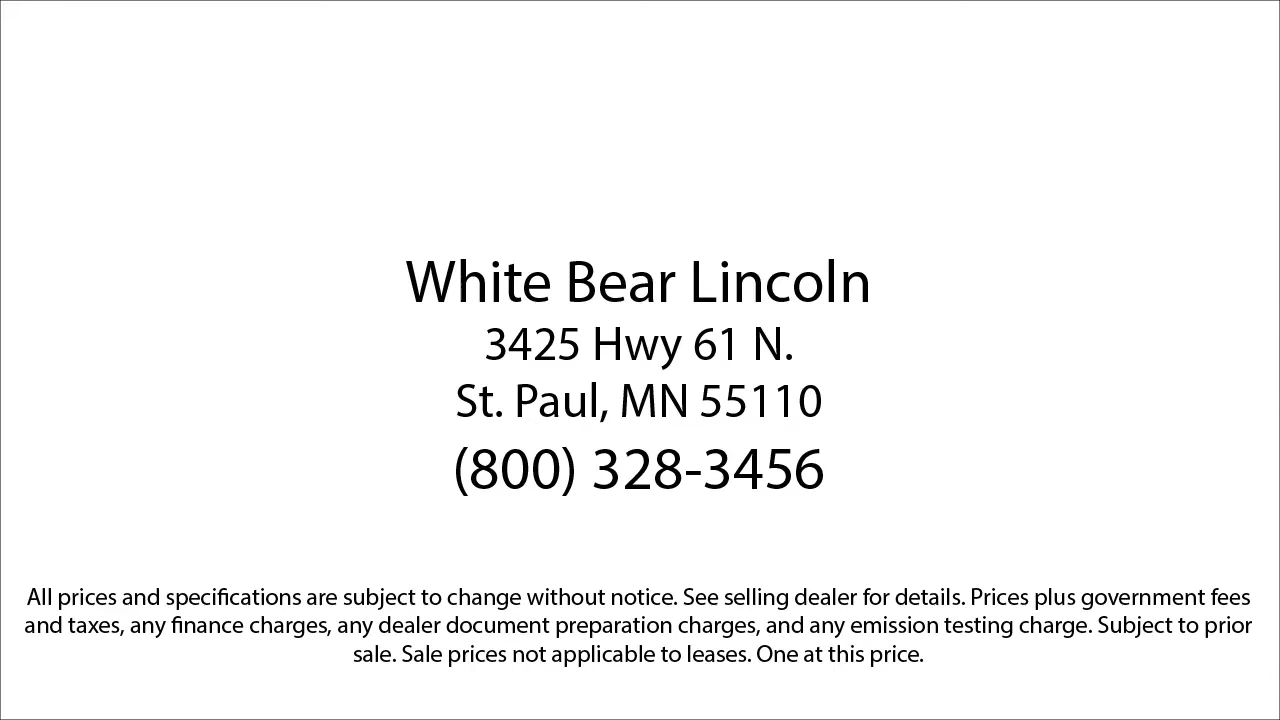 White Bear Lincoln
3425 Hwy 61 N.
St. Paul, MN 55110
(800) 328-3456
All prices and specifications are subject to change without notice. See selling dealer for details. Prices plus government fees
and taxes, any finance charges, any dealer document preparation charges, and any emission testing charge. Subject to prior
sale. Sale prices not applicable to leases. One at this price.